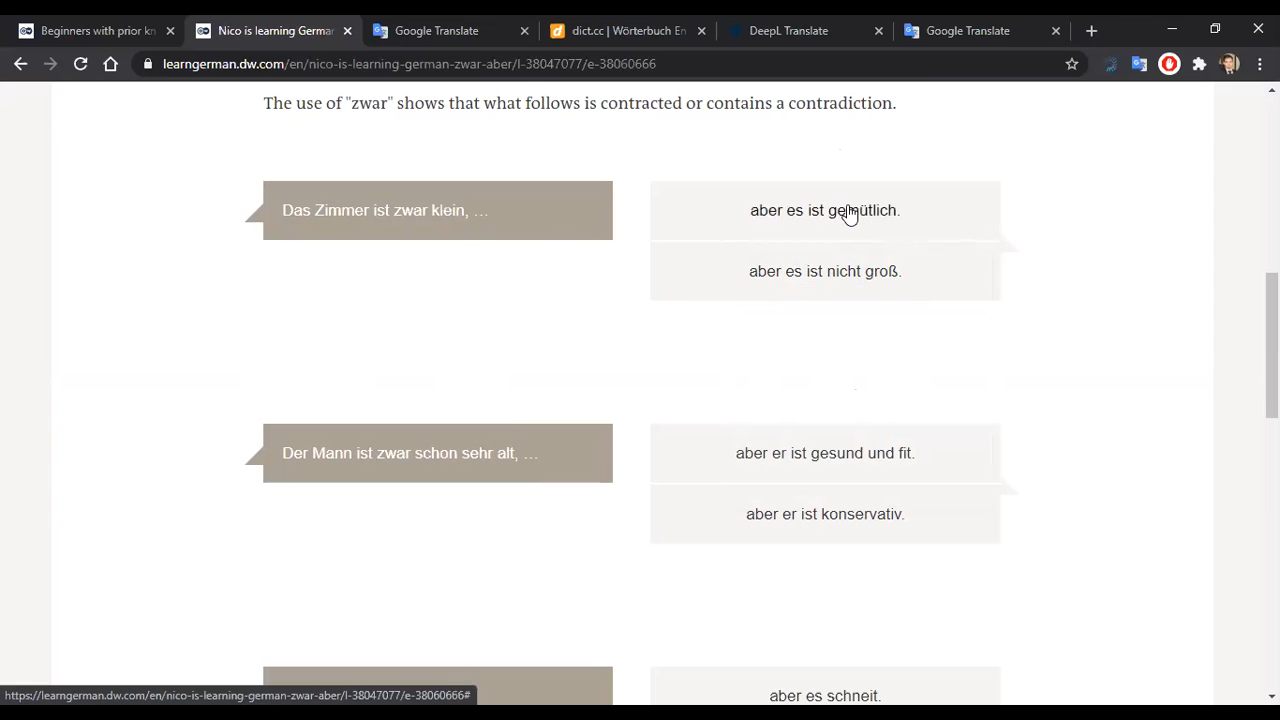 Beginners with prior kn
Nico is learning Germa
Google Translate
dict.cc | Wörterbuch En
DeepL Translate
Google Translate
learngerman.dw.com/en/nico-is-learning-german-zwar-aber/l-38047077/e-38060666
The use of "zwar" shows that what follows is contracted or contains a contradiction.
Das Zimmer ist zwar klein, …
aber es ist gemütlich.
aber es ist nicht groß.
Der Mann ist zwar schon sehr alt, …
aber er ist gesund und fit.
aber er ist konservativ.
aber es schneit.
https://learngerman.dw.com/en/nico-is-learning-german-zwar-aber/l-38047077/e-38060666#